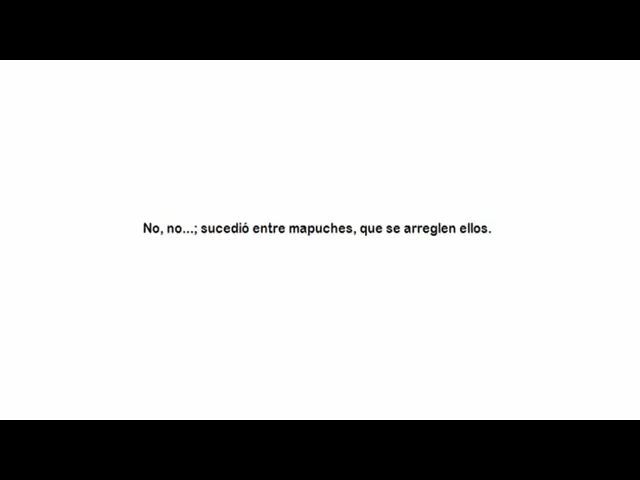 No, no...; sucedió entre mapuches, que se arreglen ellos.